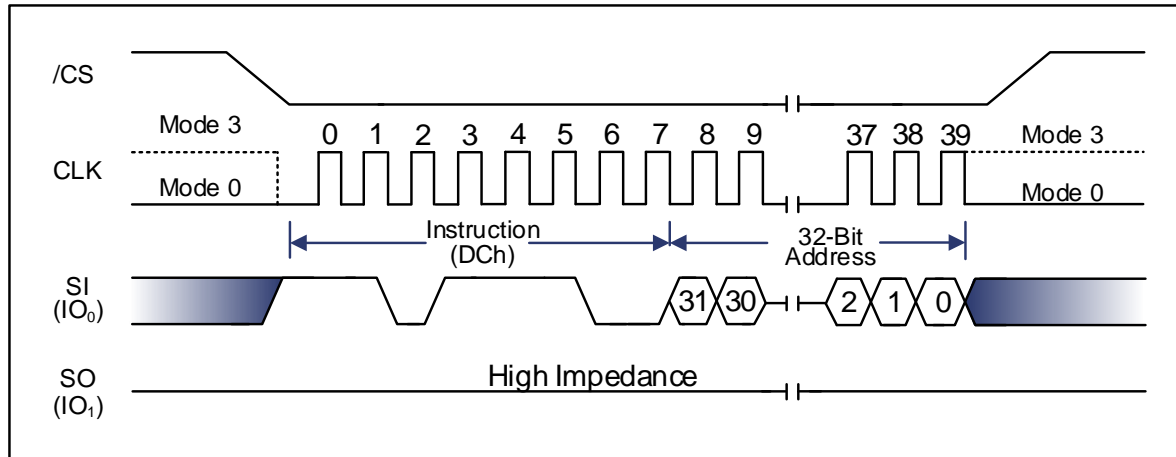 /CS
Mode 3
0 1 2 3 4 5 6 7 8 9 37 38 39
Mode 3
CLK
Mode 0
Mode 0
Instruction
(DCh)
32-Bit
Address
SI
(IO₀)
31 30 2 1 0
SO
(IO₁)
High Impedance